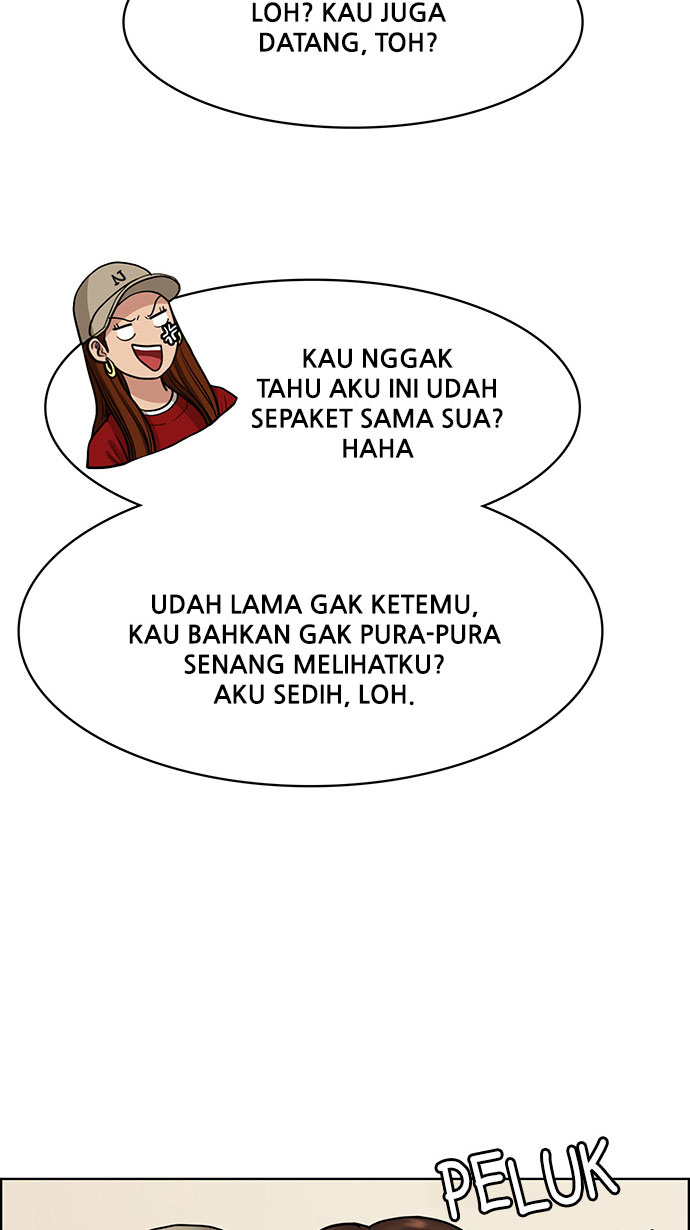 LOH? KAU JUGA
DATANG, TOH?
N
KAU NGGAK
TAHU AKU INI UDAH
SEPAKET SAMA SUA?
HAHA
UDAH LAMA GAK KETEMU,
KAU BAHKAN GAK PURA-PURA
SENANG MELIHATKU?
AKU SEDIH, LOH.
PELUK